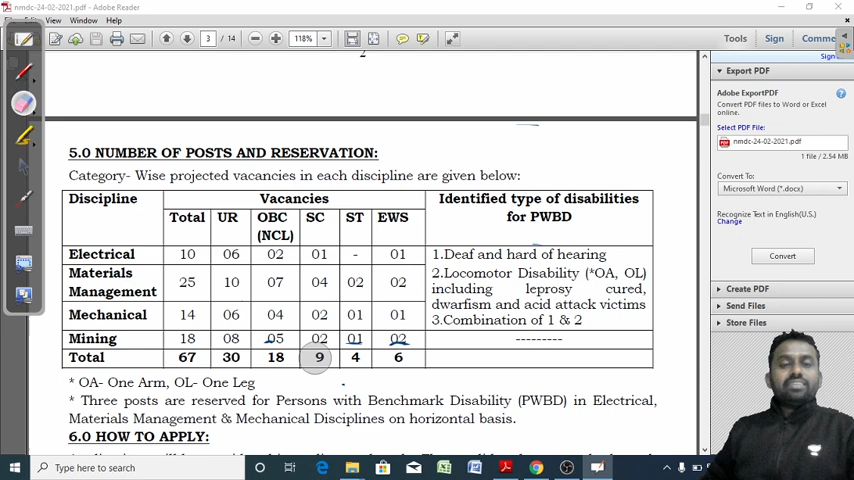 nmdc-24-02-2021.pdf - Adobe Reader
Edit View Window Help
3 / 14 118% Tools Sign Comme
2
5.0 NUMBER OF POSTS AND RESERVATION:
Category- Wise projected vacancies in each discipline are given below:
Discipline Vacancies Identified type of disabilities for PWBD
Total UR OBC (NCL) SC ST EWS
Electrical 10 06 02 01 - 01 1.Deaf and hard of hearing
Materials Management 25 10 07 04 02 02 2.Locomotor Disability (*OA, OL)
including leprosy cured,
dwarfism and acid attack victims
Mechanical 14 06 04 02 01 01 3.Combination of 1 & 2
Mining 18 08 05 02 01 02 ---------
Total 67 30 18 9 4 6
* OA- One Arm, OL- One Leg
* Three posts are reserved for Persons with Benchmark Disability (PWBD) in Electrical,
Materials Management & Mechanical Disciplines on horizontal basis.
6.0 HOW TO APPLY:
Sign
Export PDF
Adobe ExportPDF
Convert PDF files to Word or Excel
online.
Select PDF File:
nmdc-24-02-2021.pdf
1 file / 2.54 MB
Convert To:
Microsoft Word (*.docx)
Recognize Text in English(U.S.)
Change
Convert
Create PDF
Send Files
Store Files
Type here to search